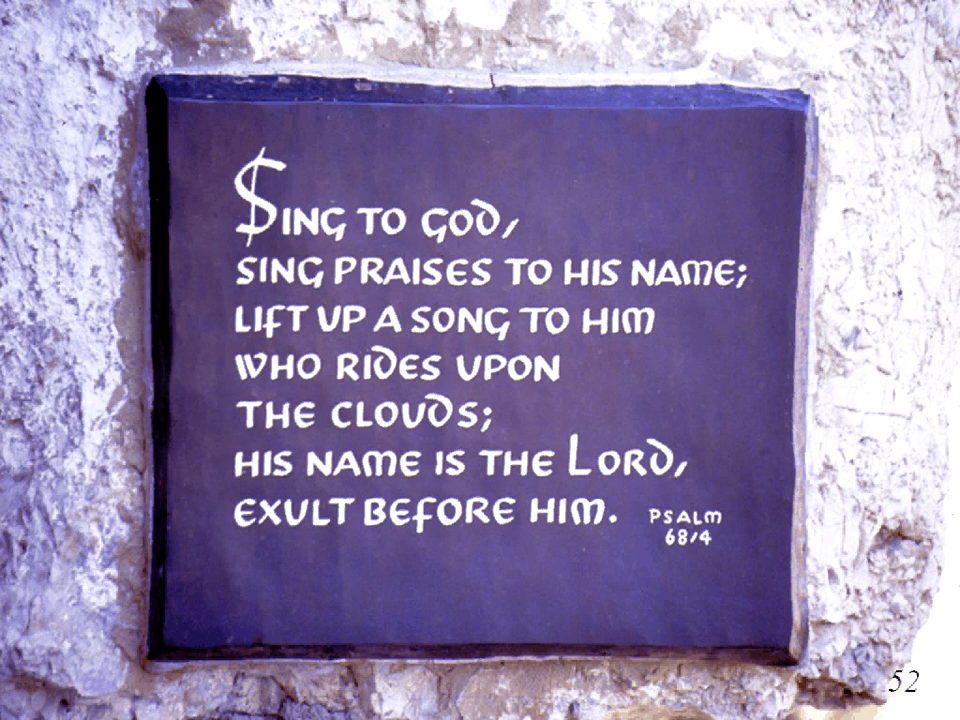 Sing to God,
sing praises to his name;
lift up a song to him
who rides upon
the clouds;
his name is the Lord,
exult before him.
Psalm
68/4
52